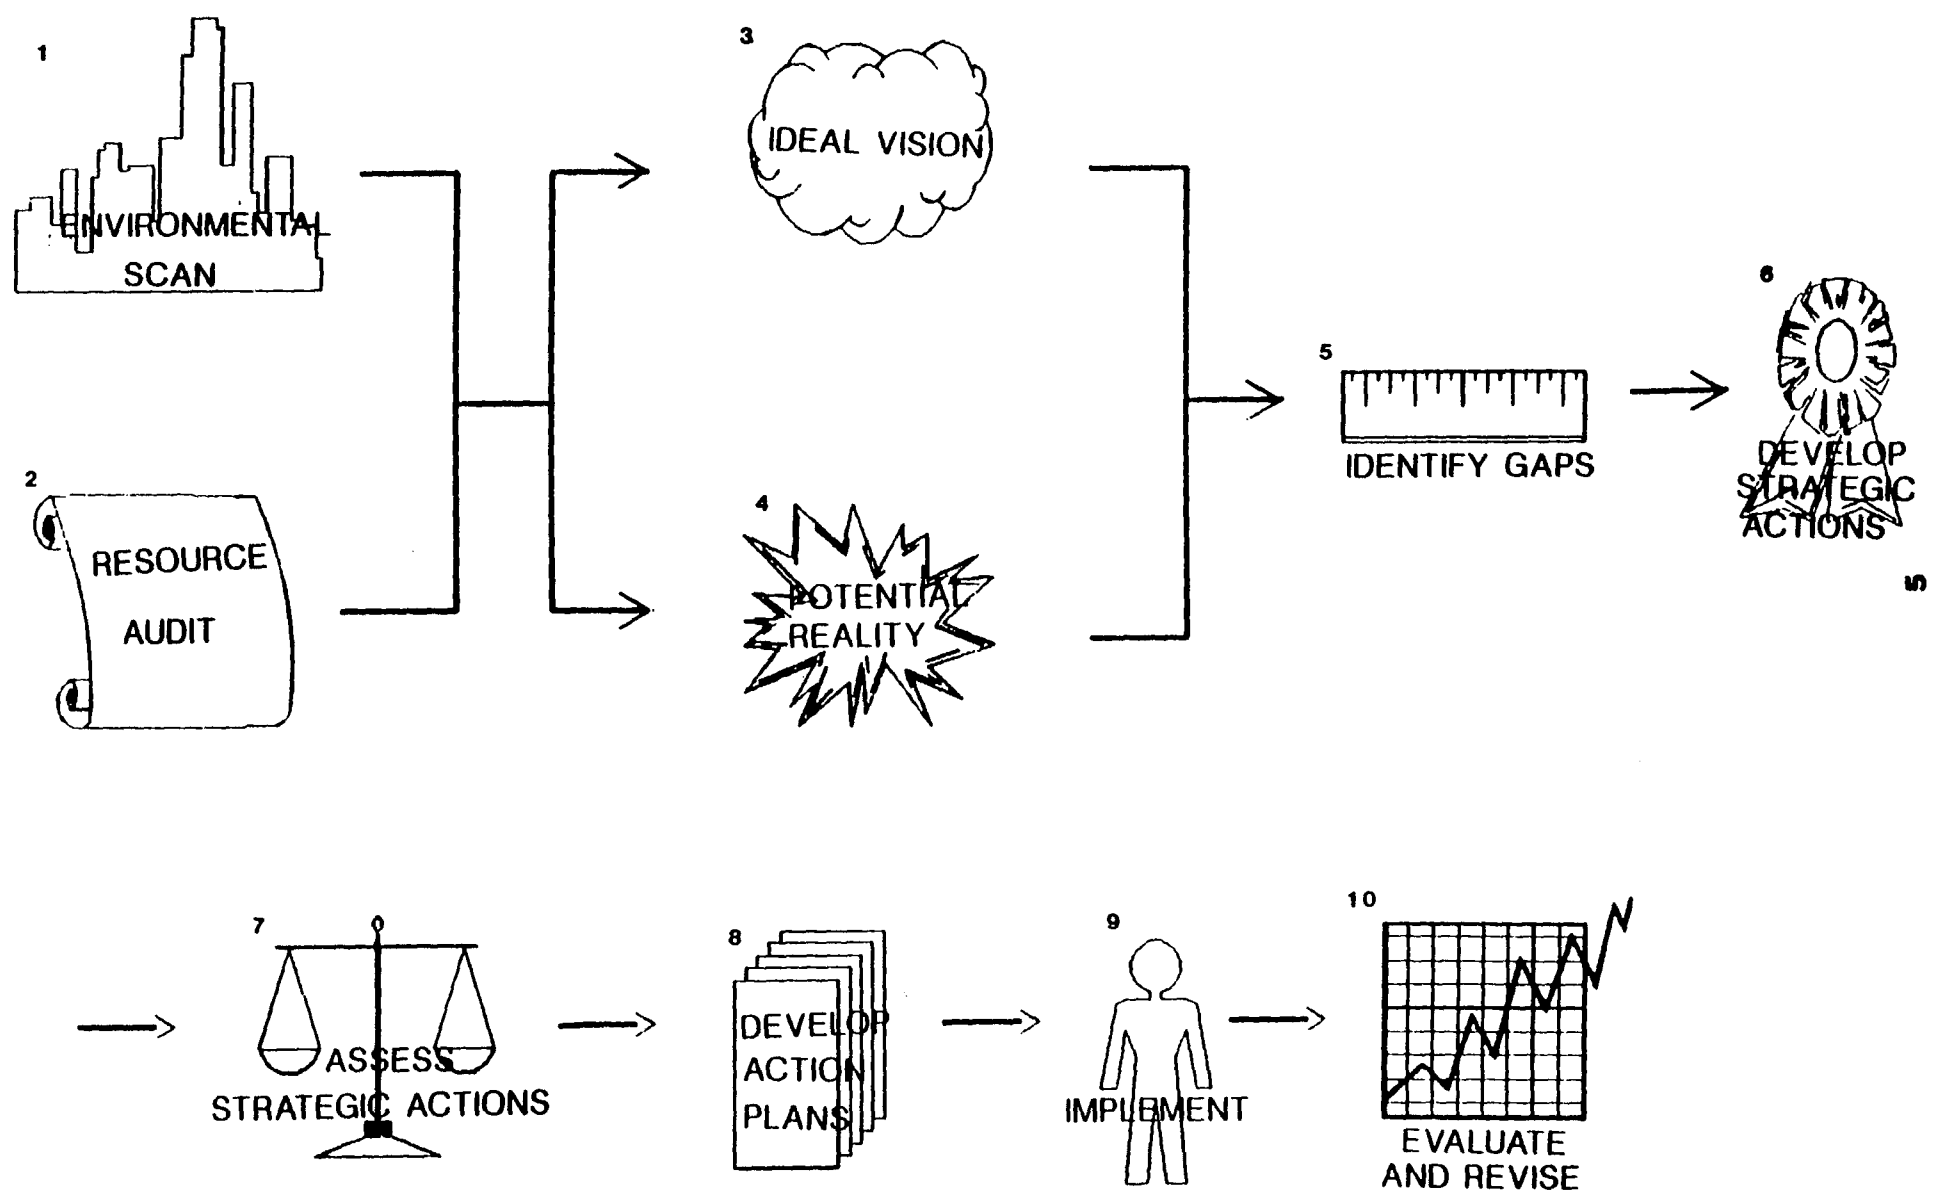 1
ENVIRONMENTAL
SCAN
2
RESOURCE
AUDIT
3
IDEAL VISION
4
POTENTIAL
REALITY
5
IDENTIFY GAPS
6
DEVELOP
STRATEGIC
ACTIONS
15
7
ASSESS
STRATEGIC ACTIONS
8
DEVELOP
ACTION
PLANS
9
IMPLEMENT
10
EVALUATE
AND REVISE